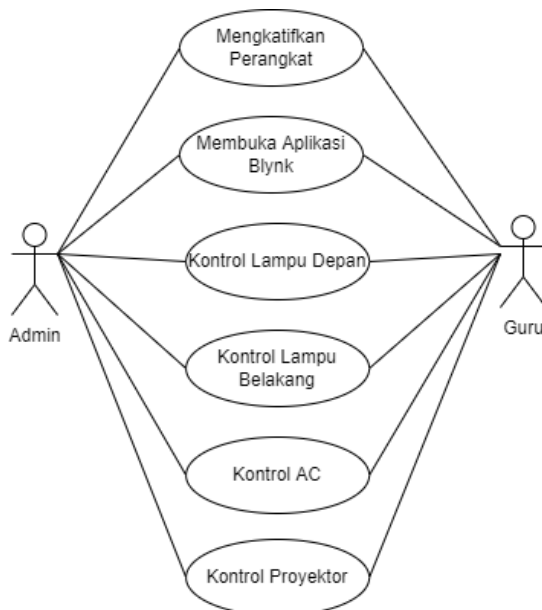 Mengkatifkan
Perangkat
Membuka Aplikasi
Blynk
Kontrol Lampu Depan
Admin
Guru
Kontrol Lampu
Belakang
Kontrol AC
Kontrol Proyektor